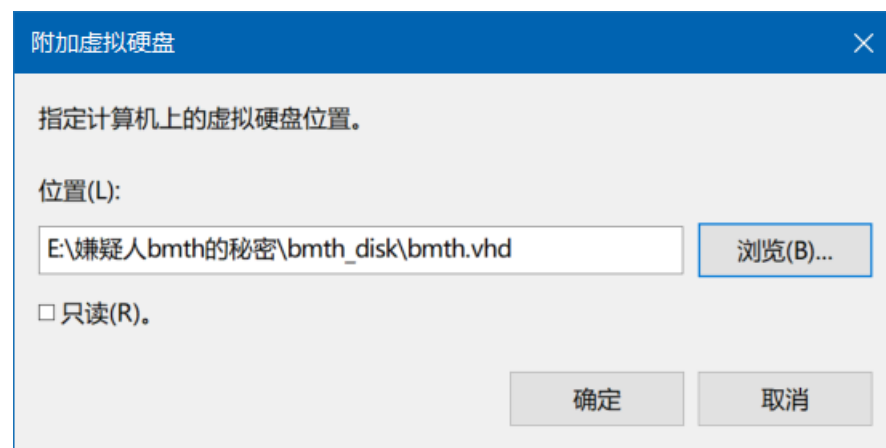 附加虚拟硬盘
指定计算机上的虚拟硬盘位置。
位置(L):
E:\嫌疑人bmth的秘密\bmth_disk\bmth.vhd
浏览(B)...
只读(R)。
确定
取消